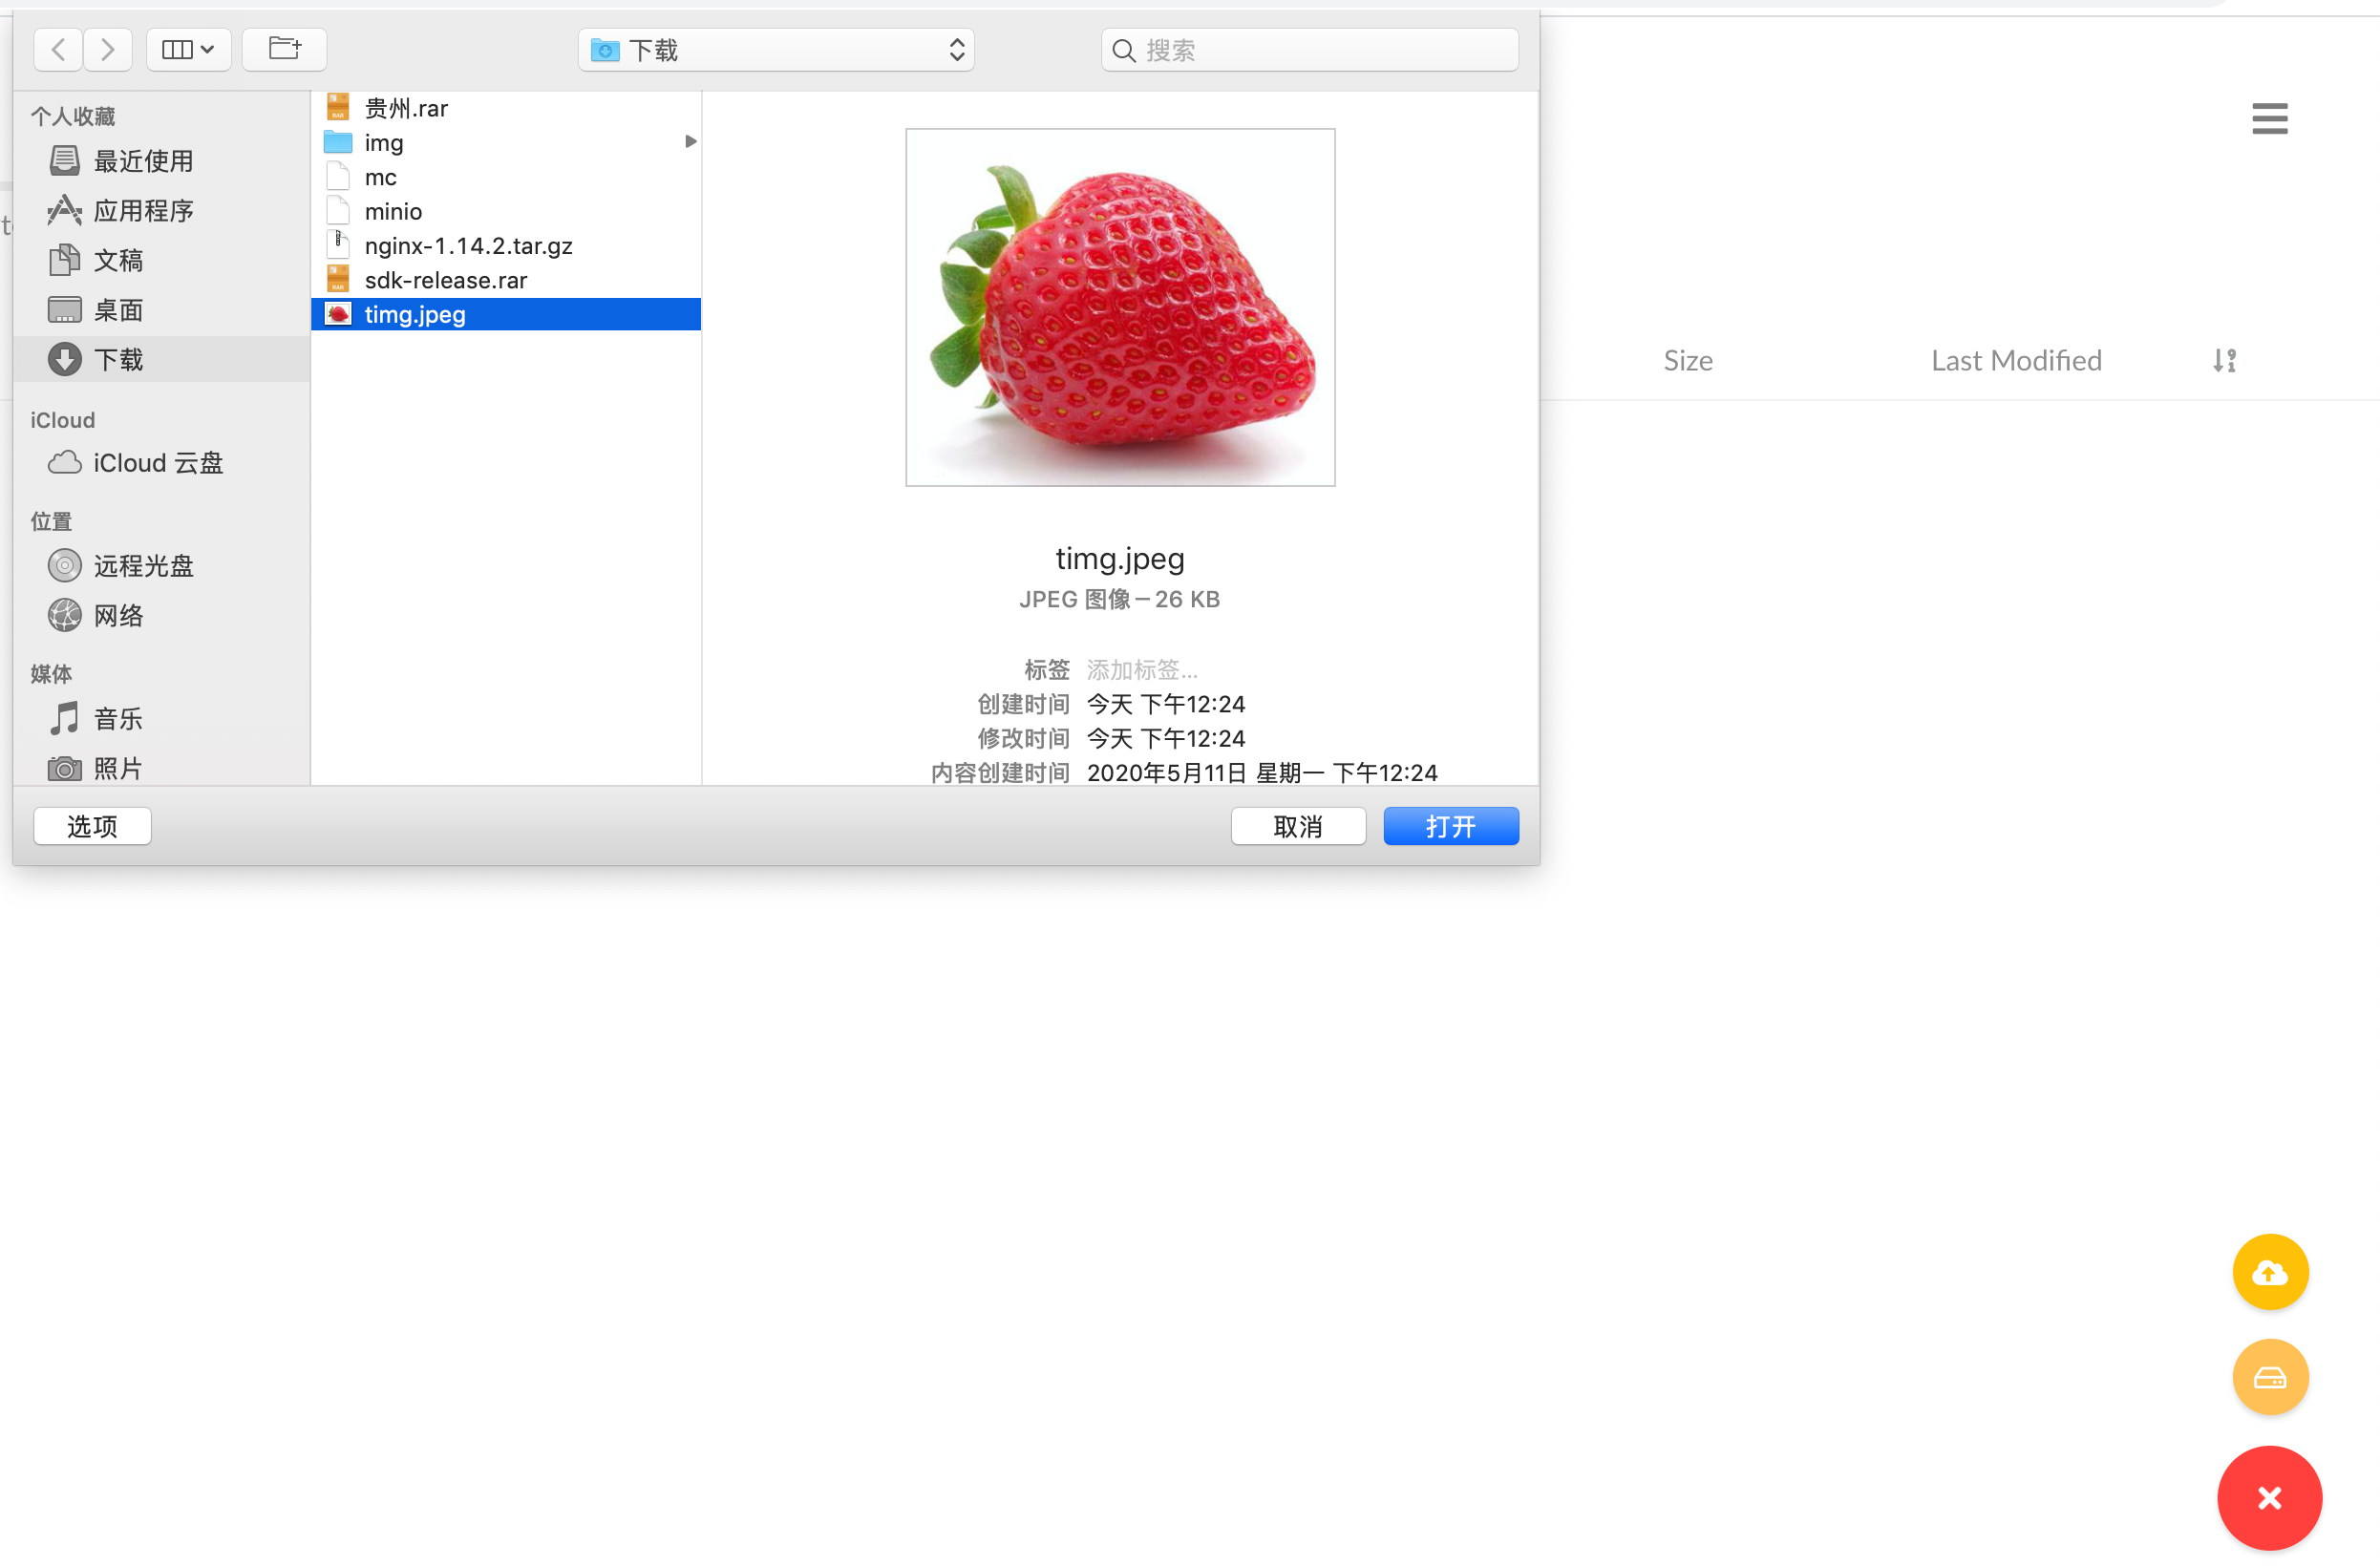 下载
搜索
个人收藏
最近使用
应用程序
文稿
桌面
下载
iCloud
iCloud 云盘
位置
远程光盘
网络
媒体
音乐
照片
贵州.rar
img
mc
minio
nginx-1.14.2.tar.gz
sdk-release.rar
timg.jpeg
timg.jpeg
JPEG 图像 — 26 KB
标签 添加标签...
创建时间 今天 下午12:24
修改时间 今天 下午12:24
内容创建时间 2020年5月11日 星期一 下午12:24
选项
取消
打开
Size
Last Modified